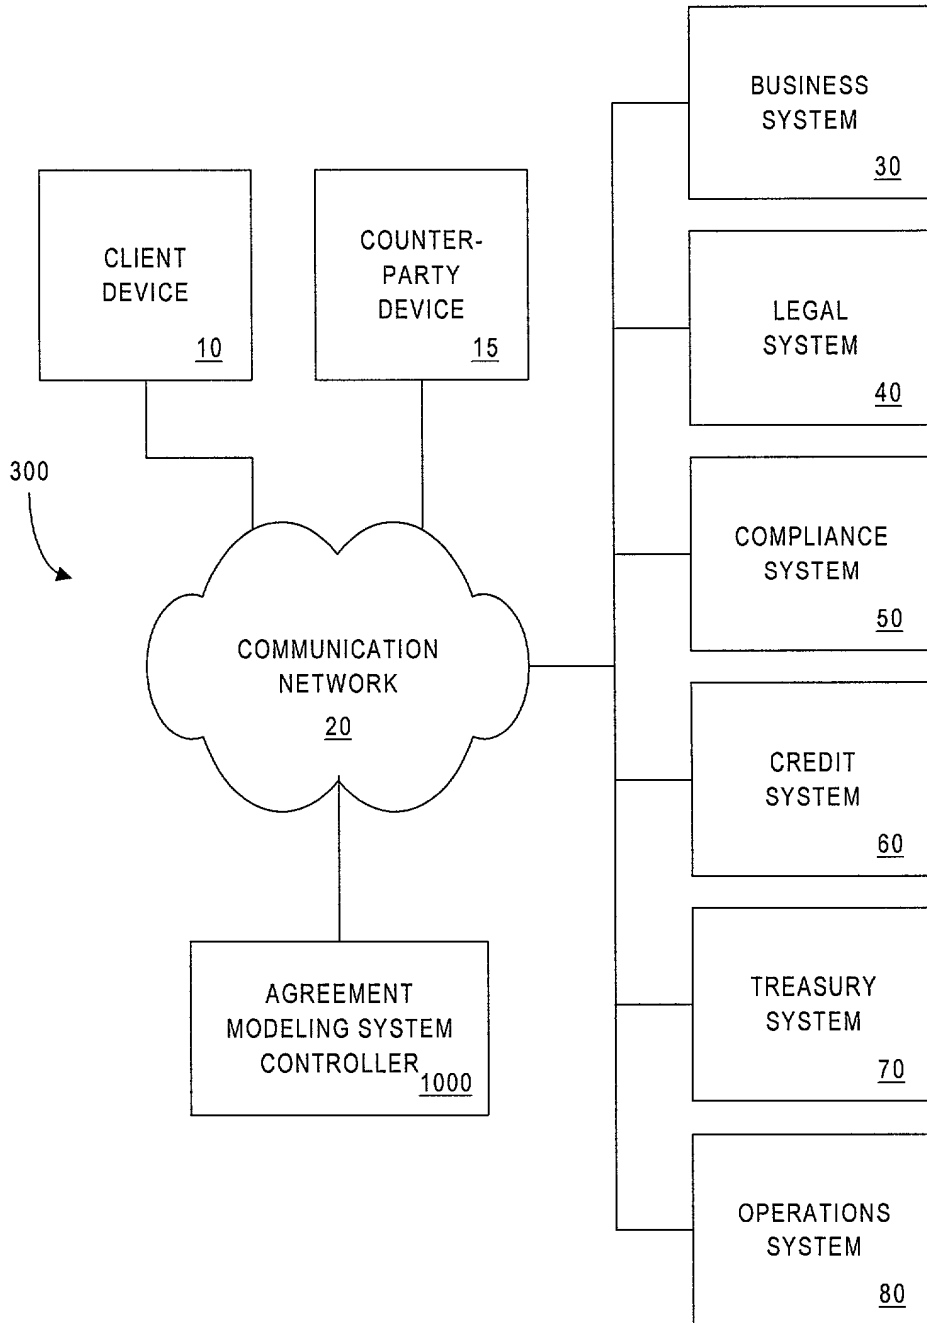 BUSINESS
SYSTEM
30
CLIENT
DEVICE
10
COUNTER-
PARTY
DEVICE
15
LEGAL
SYSTEM
40
300
COMPLIANCE
SYSTEM
50
COMMUNICATION
NETWORK
20
CREDIT
SYSTEM
60
AGREEMENT
MODELING SYSTEM
CONTROLLER
1000
TREASURY
SYSTEM
70
OPERATIONS
SYSTEM
80